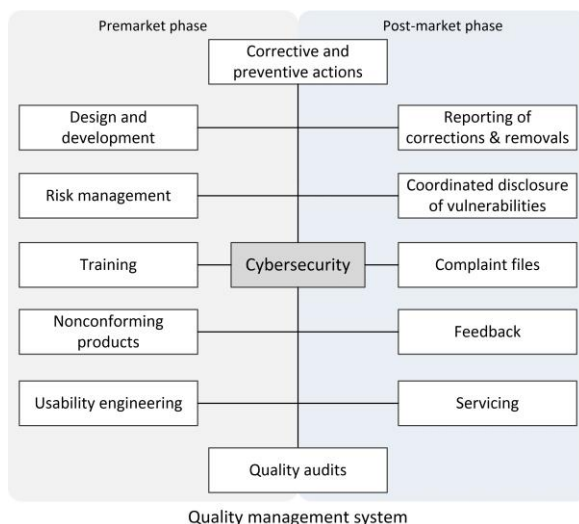 Premarket phase
Post-market phase
Corrective and
preventive actions
Design and
development
Reporting of
corrections & removals
Risk management
Coordinated disclosure
of vulnerabilities
Training
Cybersecurity
Complaint files
Nonconforming
products
Feedback
Usability engineering
Servicing
Quality audits
Quality management system